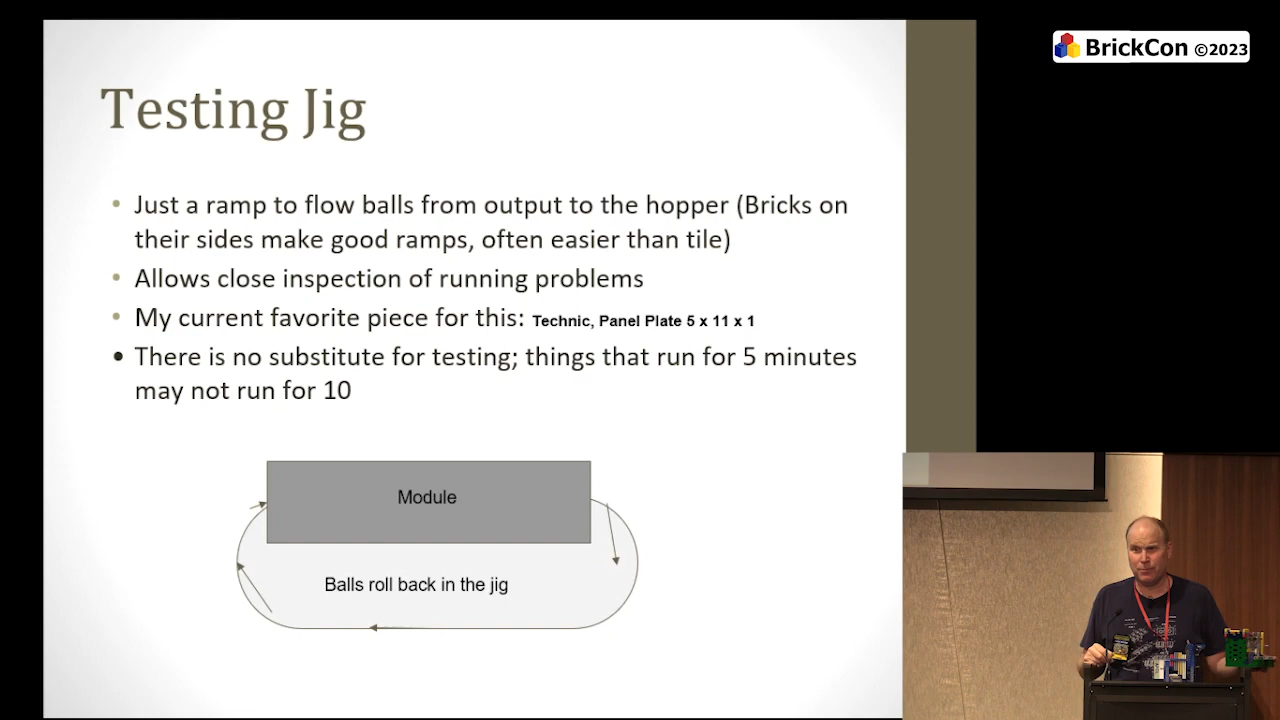 BrickCon ©2023
Testing Jig
• Just a ramp to flow balls from output to the hopper (Bricks on
their sides make good ramps, often easier than tile)
• Allows close inspection of running problems
• My current favorite piece for this: Technic, Panel Plate 5 x 11 x 1
• There is no substitute for testing; things that run for 5 minutes
may not run for 10
Module
Balls roll back in the jig